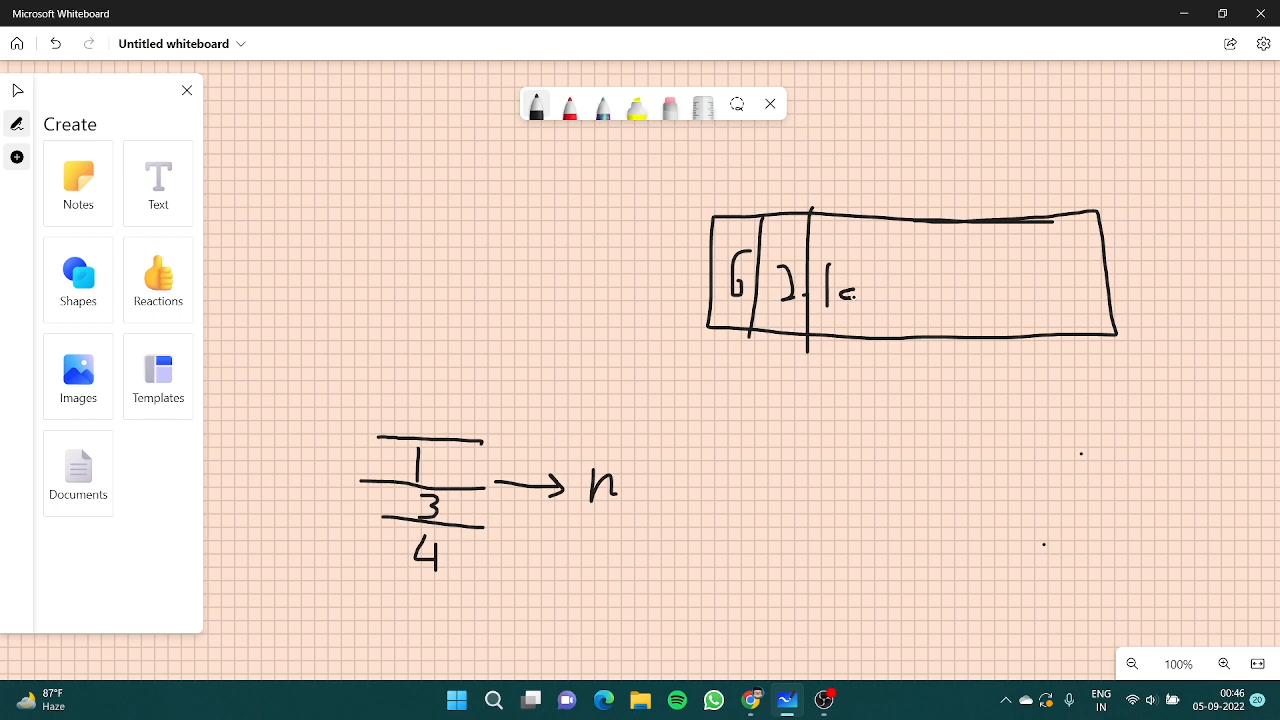 Microsoft Whiteboard
Untitled whiteboard
Create
Notes
Text
Shapes
Reactions
Images
Templates
Documents
6
1
3
4
n
100%
87°F
Haze
ENG
IN
00:46
05-09-2022
20